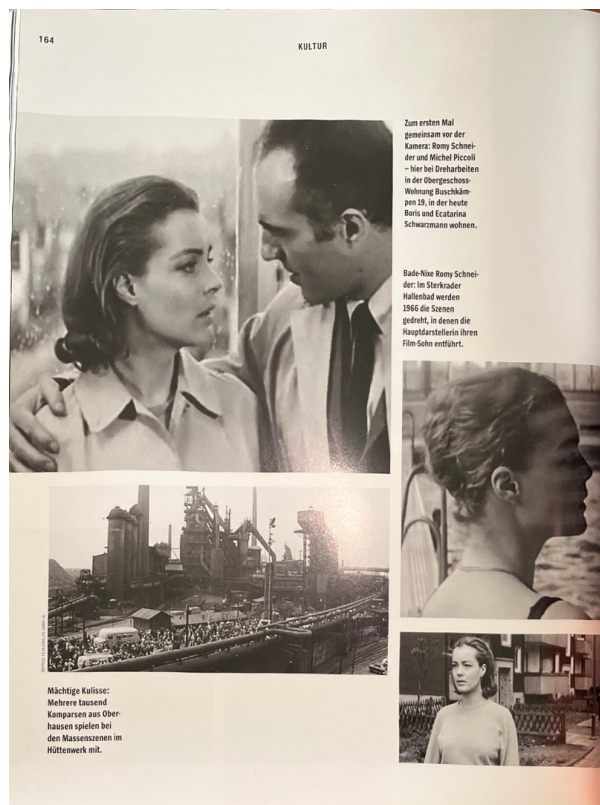 164
KULTUR
Zum ersten Mal
gemeinsam vor der
Kamera: Romy Schnei-
der und Michel Piccoli
– hier bei Dreharbeiten
in der Obergeschoss-
Wohnung Buschkäm-
pen 19, in der heute
Boris und Ecatarina
Schwarzmann wohnen.
Bade-Nixe Romy Schnei-
der: Im Sterkrader
Hallenbad werden
1966 die Szenen
gedreht, in denen die
Hauptdarstellerin ihren
Film-Sohn entführt.
Mächtige Kulisse:
Mehrere tausend
Komparsen aus Ober-
hausen spielen bei
den Massenszenen im
Hüttenwerk mit.